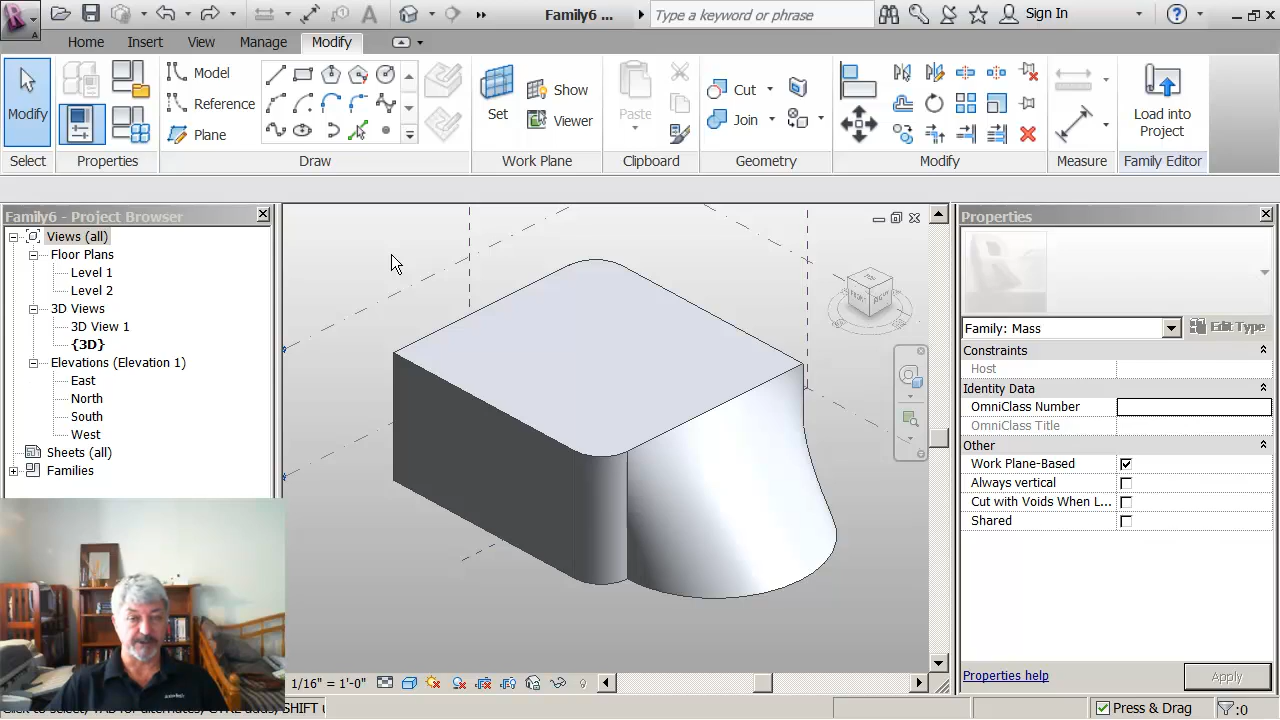 Family6 ...
Type a keyword or phrase
Sign In
Home
Insert
View
Manage
Modify
Modify
Select
Properties
Model
Reference
Plane
Draw
Set
Show
Viewer
Work Plane
Paste
Clipboard
Cut
Join
Geometry
Modify
Measure
Load into
Project
Family Editor
Family6 - Project Browser
Views (all)
Floor Plans
Level 1
Level 2
3D Views
3D View 1
{3D}
Elevations (Elevation 1)
East
North
South
West
Sheets (all)
Families
Properties
Family: Mass
Edit Type
Constraints
Host
Identity Data
OmniClass Number
OmniClass Title
Other
Work Plane-Based
Always vertical
Cut with Voids When L...
Shared
Properties help
Apply
1/16" = 1'-0"
Press & Drag
:0